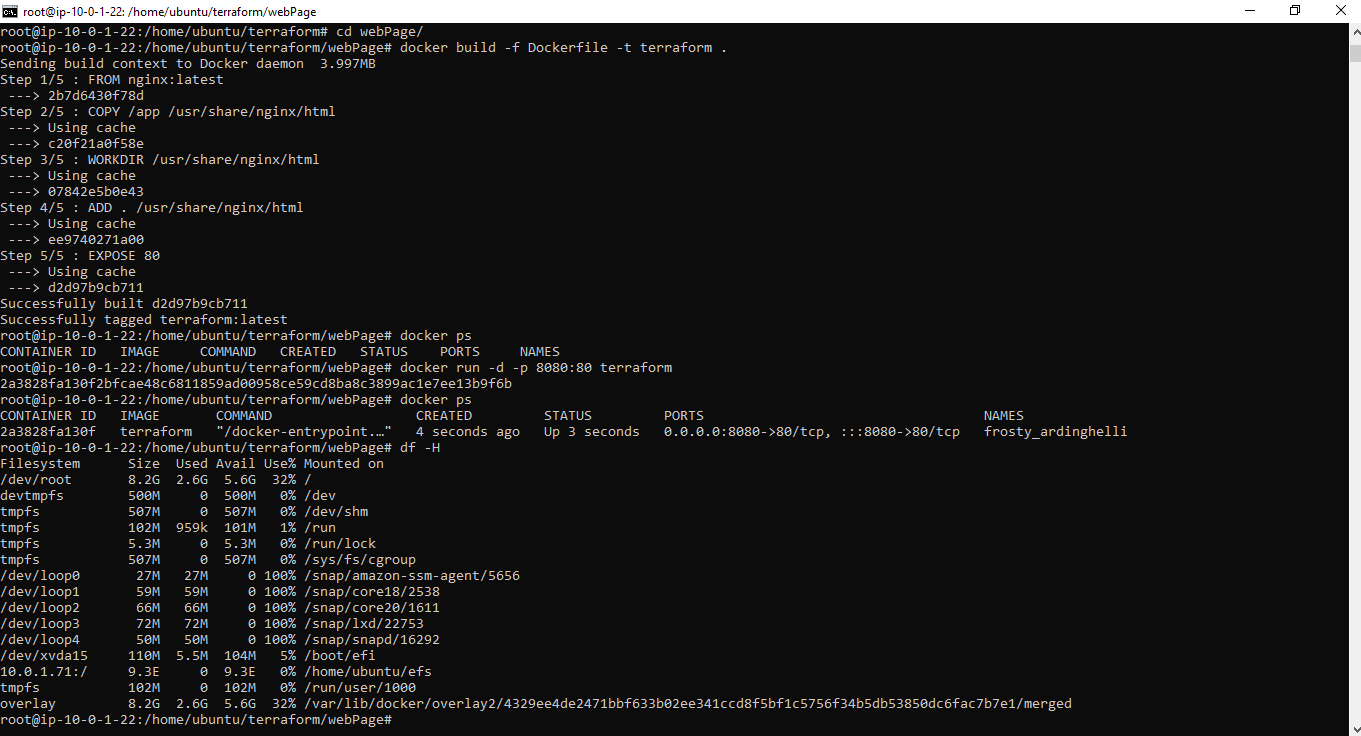 root@ip-10-0-1-22: /home/ubuntu/terraform/webPage
root@ip-10-0-1-22:/home/ubuntu/terraform# cd webPage/
root@ip-10-0-1-22:/home/ubuntu/terraform/webPage# docker build -f Dockerfile -t terraform .
Sending build context to Docker daemon  3.997MB
Step 1/5 : FROM nginx:latest
 ---> 2b7d6430f78d
Step 2/5 : COPY /app /usr/share/nginx/html
 ---> Using cache
 ---> c20f21a0f58e
Step 3/5 : WORKDIR /usr/share/nginx/html
 ---> Using cache
 ---> 07842e5b0e43
Step 4/5 : ADD . /usr/share/nginx/html
 ---> Using cache
 ---> ee9740271a00
Step 5/5 : EXPOSE 80
 ---> Using cache
 ---> d2d97b9cb711
Successfully built d2d97b9cb711
Successfully tagged terraform:latest
root@ip-10-0-1-22:/home/ubuntu/terraform/webPage# docker ps
CONTAINER ID   IMAGE     COMMAND   CREATED   STATUS    PORTS     NAMES
root@ip-10-0-1-22:/home/ubuntu/terraform/webPage# docker run -d -p 8080:80 terraform
2a3828fa130f2bfcae48c6811859ad00958ce59cd8ba8c3899ac1e7ee13b9f6b
root@ip-10-0-1-22:/home/ubuntu/terraform/webPage# docker ps
CONTAINER ID   IMAGE       COMMAND                  CREATED         STATUS         PORTS                                   NAMES
2a3828fa130f   terraform   "/docker-entrypoint.…"   4 seconds ago   Up 3 seconds   0.0.0.0:8080->80/tcp, :::8080->80/tcp   frosty_ardinghelli
root@ip-10-0-1-22:/home/ubuntu/terraform/webPage# df -H
Filesystem      Size  Used Avail Use% Mounted on
/dev/root       8.2G  2.6G  5.6G  32% /
devtmpfs        500M     0  500M   0% /dev
tmpfs           507M     0  507M   0% /dev/shm
tmpfs           102M  959k  101M   1% /run
tmpfs           5.3M     0  5.3M   0% /run/lock
tmpfs           507M     0  507M   0% /sys/fs/cgroup
/dev/loop0       27M   27M     0 100% /snap/amazon-ssm-agent/5656
/dev/loop1       59M   59M     0 100% /snap/core18/2538
/dev/loop2       66M   66M     0 100% /snap/core20/1611
/dev/loop3       72M   72M     0 100% /snap/lxd/22753
/dev/loop4       50M   50M     0 100% /snap/snapd/16292
/dev/xvda15     110M  5.5M  104M   5% /boot/efi
10.0.1.71:/     9.3E     0  9.3E   0% /home/ubuntu/efs
tmpfs           102M     0  102M   0% /run/user/1000
overlay         8.2G  2.6G  5.6G  32% /var/lib/docker/overlay2/4329ee4de2471bbf633b02ee341ccd8f5bf1c5756f34b5db53850dc6fac7b7e1/merged
root@ip-10-0-1-22:/home/ubuntu/terraform/webPage#